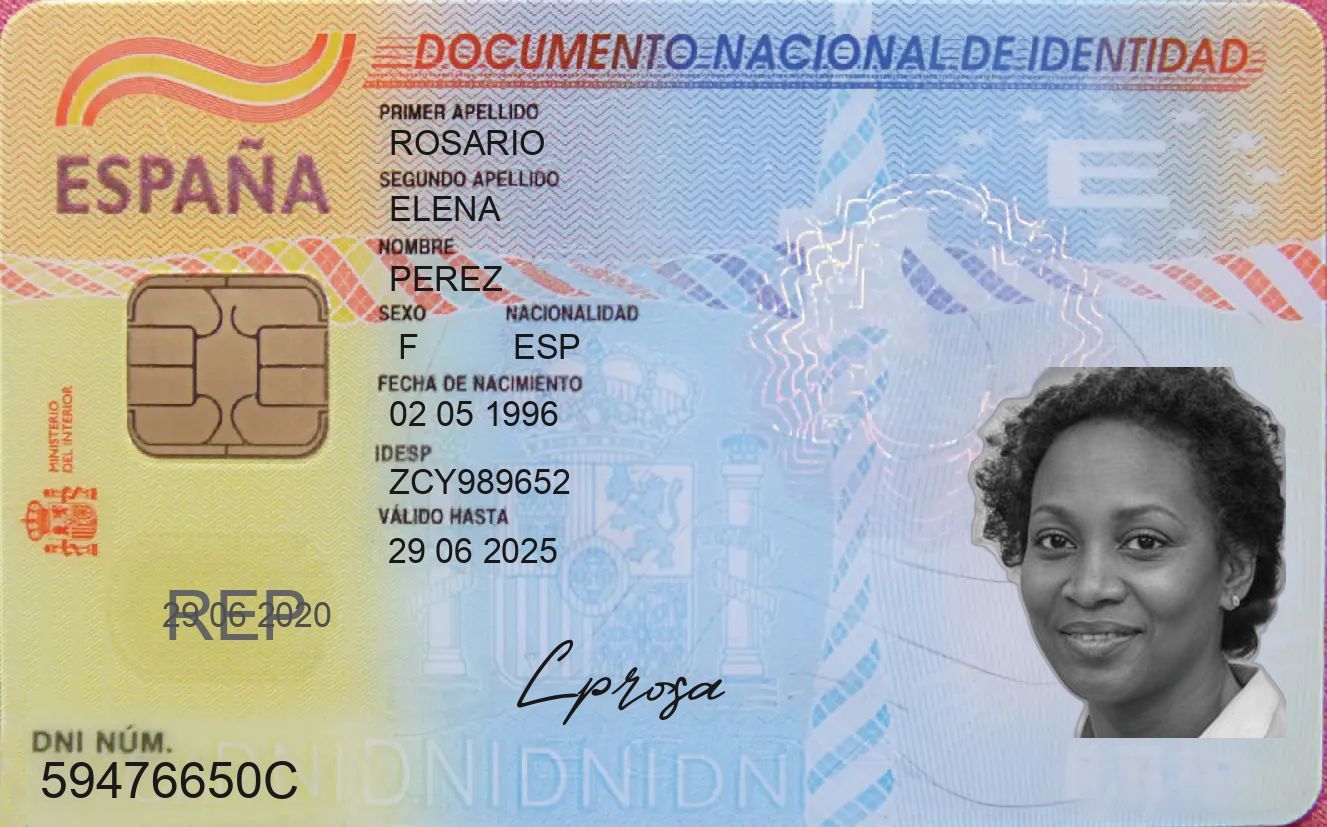 DOCUMENTO NACIONAL DE IDENTIDAD
ESPAÑA
PRIMER APELLIDO
ROSARIO
SEGUNDO APELLIDO
ELENA
NOMBRE
PEREZ
SEXO NACIONALIDAD
F ESP
FECHA DE NACIMIENTO
02 05 1996
IDESP
ZCY989652
VÁLIDO HASTA
29 06 2025
MINISTERIO
DEL INTERIOR
E
REP
29 06 2020
Lprosa
DNI NÚM.
59476650C
DNIDNIDNIDNI